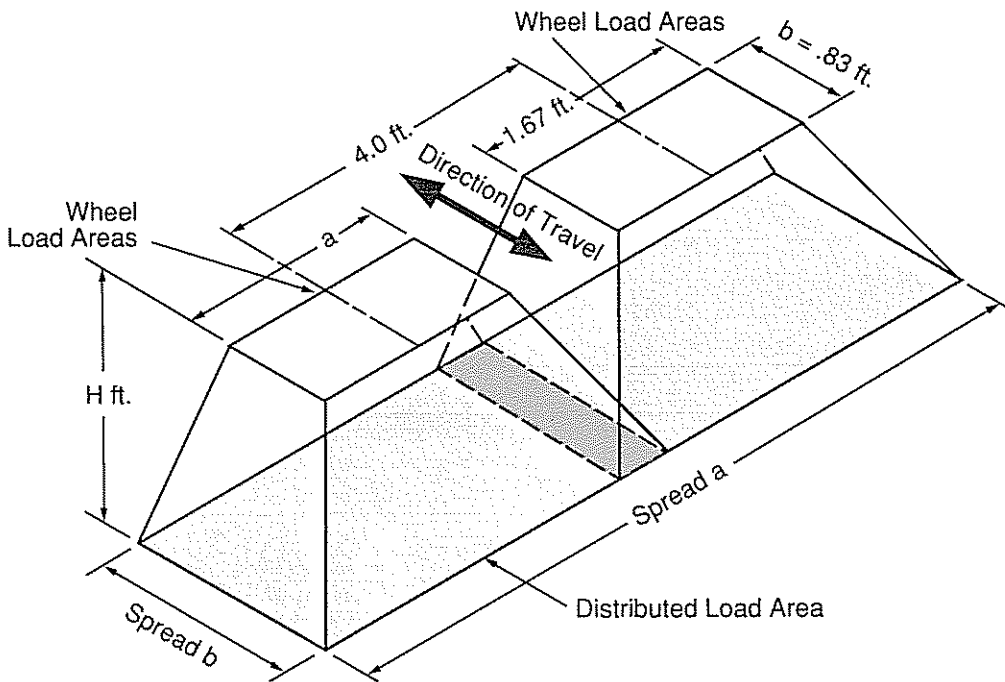 Wheel Load Areas
b = .83 ft.
1.67 ft.
4.0 ft.
Direction of Travel
Wheel
Load Areas
a
H ft.
Spread a
Spread b
Distributed Load Area